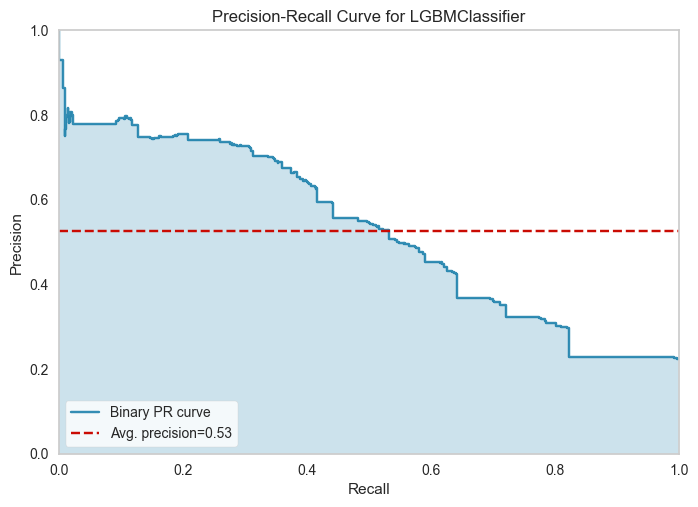 Precision-Recall Curve for LGBMClassifier
1.0
0.8
0.6
0.4
0.2
0.0
Precision
Binary PR curve
Avg. precision=0.53
0.0 0.2 0.4 0.6 0.8 1.0
Recall